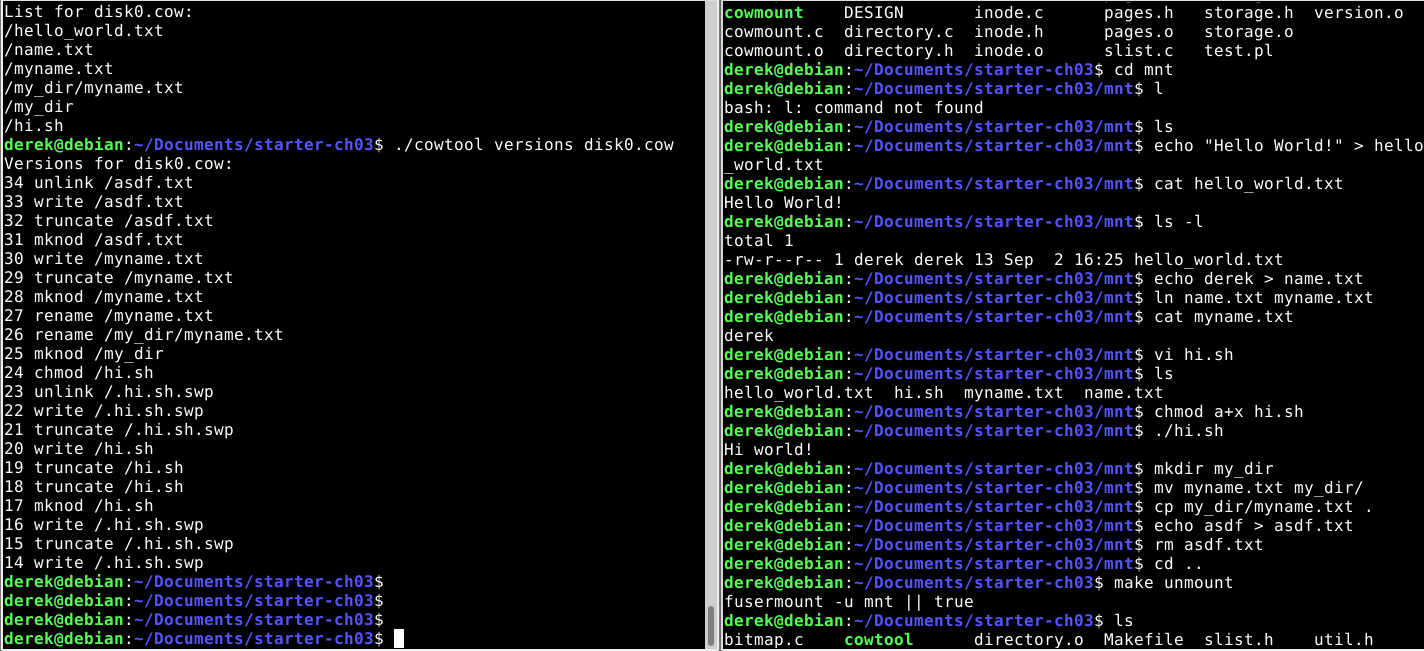 List for disk0.cow:
/hello_world.txt
/name.txt
/myname.txt
/my_dir/myname.txt
/my_dir
/hi.sh
derek@debian:~/Documents/starter-ch03$ ./cowtool versions disk0.cow
Versions for disk0.cow:
34 unlink /asdf.txt
33 write /asdf.txt
32 truncate /asdf.txt
31 mknod /asdf.txt
30 write /myname.txt
29 truncate /myname.txt
28 mknod /myname.txt
27 rename /myname.txt
26 rename /my_dir/myname.txt
25 mknod /my_dir
24 chmod /hi.sh
23 unlink /.hi.sh.swp
22 write /.hi.sh.swp
21 truncate /.hi.sh.swp
20 write /hi.sh
19 truncate /hi.sh
18 truncate /hi.sh
17 mknod /hi.sh
16 write /.hi.sh.swp
15 truncate /.hi.sh.swp
14 write /.hi.sh.swp
derek@debian:~/Documents/starter-ch03$
derek@debian:~/Documents/starter-ch03$
derek@debian:~/Documents/starter-ch03$
derek@debian:~/Documents/starter-ch03$
cowmount    DESIGN       inode.c      pages.h   storage.h  version.o
cowmount.c  directory.c  inode.h      pages.o   storage.o
cowmount.o  directory.h  inode.o      slist.c   test.pl
derek@debian:~/Documents/starter-ch03$ cd mnt
derek@debian:~/Documents/starter-ch03/mnt$ l
bash: l: command not found
derek@debian:~/Documents/starter-ch03/mnt$ ls
derek@debian:~/Documents/starter-ch03/mnt$ echo "Hello World!" > hello
_world.txt
derek@debian:~/Documents/starter-ch03/mnt$ cat hello_world.txt
Hello World!
derek@debian:~/Documents/starter-ch03/mnt$ ls -l
total 1
-rw-r--r-- 1 derek derek 13 Sep  2 16:25 hello_world.txt
derek@debian:~/Documents/starter-ch03/mnt$ echo derek > name.txt
derek@debian:~/Documents/starter-ch03/mnt$ ln name.txt myname.txt
derek@debian:~/Documents/starter-ch03/mnt$ cat myname.txt
derek
derek@debian:~/Documents/starter-ch03/mnt$ vi hi.sh
derek@debian:~/Documents/starter-ch03/mnt$ ls
hello_world.txt  hi.sh  myname.txt  name.txt
derek@debian:~/Documents/starter-ch03/mnt$ chmod a+x hi.sh
derek@debian:~/Documents/starter-ch03/mnt$ ./hi.sh
Hi world!
derek@debian:~/Documents/starter-ch03/mnt$ mkdir my_dir
derek@debian:~/Documents/starter-ch03/mnt$ mv myname.txt my_dir/
derek@debian:~/Documents/starter-ch03/mnt$ cp my_dir/myname.txt .
derek@debian:~/Documents/starter-ch03/mnt$ echo asdf > asdf.txt
derek@debian:~/Documents/starter-ch03/mnt$ rm asdf.txt
derek@debian:~/Documents/starter-ch03/mnt$ cd ..
derek@debian:~/Documents/starter-ch03$ make unmount
fusermount -u mnt || true
derek@debian:~/Documents/starter-ch03$ ls
bitmap.c    cowtool      directory.o  Makefile  slist.h    util.h